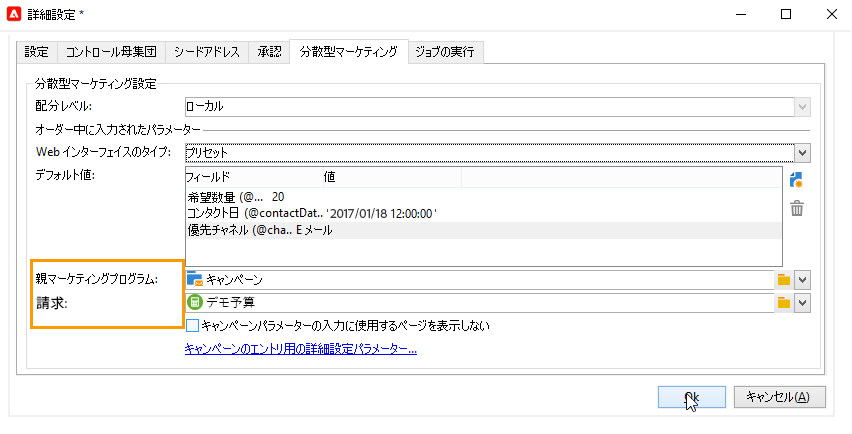 詳細設定 *
設定 コントロール母集団 シードアドレス 承認 分散型マーケティング ジョブの実行
分散型マーケティング設定
配分レベル: ローカル
オーダー中に入力されたパラメーター
Web インターフェイスのタイプ: プリセット
デフォルト値: フィールド 値
希望数量 (@... 20
コンタクト日 (@contactDat.. '2017/01/18 12:00:00'
優先チャネル (@cha.. Eメール
親マーケティングプログラム: キャンペーン
請求: デモ予算
キャンペーンパラメーターの入力に使用するページを表示しない
キャンペーンのエントリ用の詳細設定パラメーター...
Ok キャンセル(A)